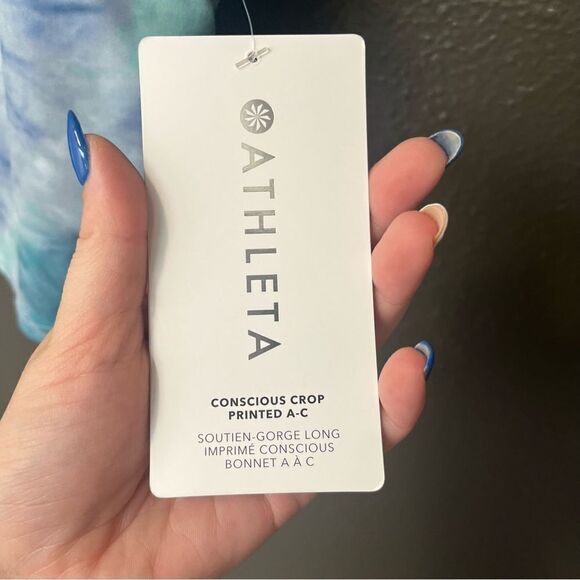 ATHLETA
CONSCIOUS CROP
PRINTED A-C
SOUTIEN-GORGE LONG
IMPRIMÉ CONSCIOUS
BONNET A À C